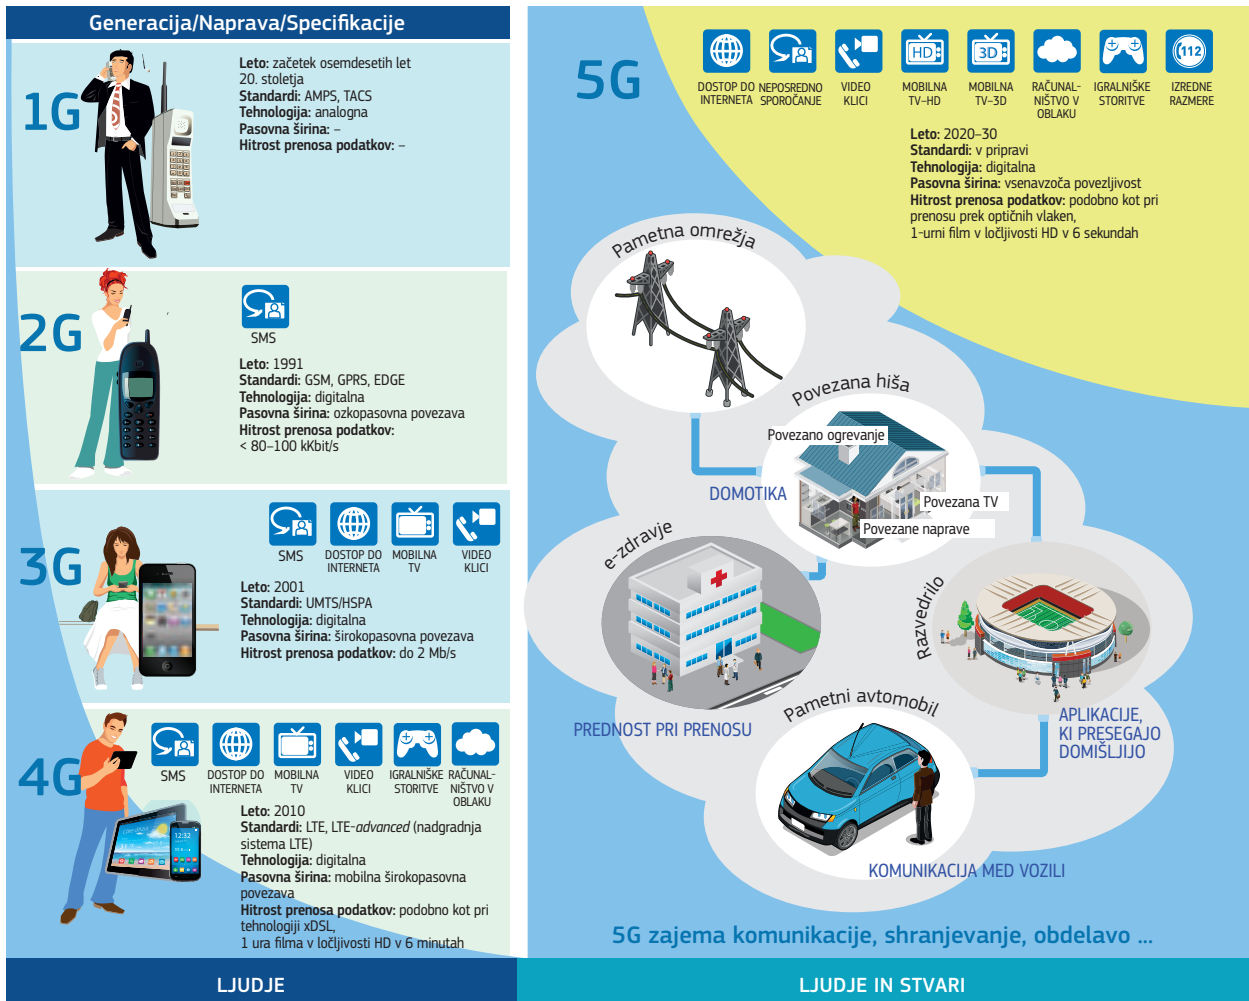 Generacija/Naprava/Specifikacije
1G
Leto: začetek osemdesetih let
20. stoletja
Standardi: AMPS, TACS
Tehnologija: analogna
Pasovna širina: –
Hitrost prenosa podatkov: –
2G
SMS
Leto: 1991
Standardi: GSM, GPRS, EDGE
Tehnologija: digitalna
Pasovna širina: ozkopasovna povezava
Hitrost prenosa podatkov:
< 80–100 kKbit/s
3G
SMS
DOSTOP DO
INTERNETA
MOBILNA
TV
VIDEO
KLICI
Leto: 2001
Standardi: UMTS/HSPA
Tehnologija: digitalna
Pasovna širina: širokopasovna povezava
Hitrost prenosa podatkov: do 2 Mb/s
4G
SMS
DOSTOP DO
INTERNETA
MOBILNA
TV
VIDEO
KLICI
IGRALNIŠKE
STORITVE
RAČUNAL-
NIŠTVO V
OBLAKU
12:32
Leto: 2010
Standardi: LTE, LTE-advanced (nadgradnja
sistema LTE)
Tehnologija: digitalna
Pasovna širina: mobilna širokopasovna
povezava
Hitrost prenosa podatkov: podobno kot pri
tehnologiji xDSL,
1 ura filma v ločljivosti HD v 6 minutah
LJUDJE
5G
HD
3D
112
DOSTOP DO
INTERNETA
NEPOSREDNO
SPOROČANJE
VIDEO
KLICI
MOBILNA
TV–HD
MOBILNA
TV–3D
RAČUNAL-
NIŠTVO V
OBLAKU
IGRALNIŠKE
STORITVE
IZREDNE
RAZMERE
Leto: 2020–30
Standardi: v pripravi
Tehnologija: digitalna
Pasovna širina: vsenavzoča povezljivost
Hitrost prenosa podatkov: podobno kot pri
prenosu prek optičnih vlaken,
1-urni film v ločljivosti HD v 6 sekundah
Pametna omrežja
Povezana hiša
Povezano ogrevanje
DOMOTIKA
Povezana TV
Povezane naprave
e-zdravje
PREDNOST PRI PRENOSU
Razvedrilo
APLIKACIJE,
KI PRESEGAJO
DOMIŠLJIJO
Pametni avtomobil
KOMUNIKACIJA MED VOZILI
5G zajema komunikacije, shranjevanje, obdelavo ...
LJUDJE IN STVARI